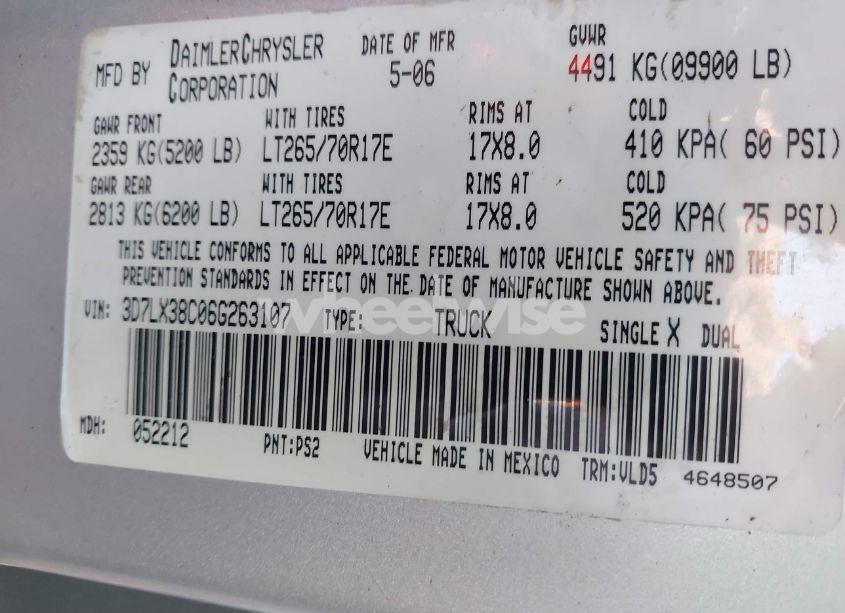 MFD BY DAIMLERCHRYSLER CORPORATION DATE OF MFR 5-06 GVWR 4491 KG(09900 LB)
GAWR FRONT WITH TIRES RIMS AT COLD
2359 KG(5200 LB) LT265/70R17E 17X8.0 410 KPA( 60 PSI)
GAWR REAR WITH TIRES RIMS AT COLD
2813 KG(6200 LB) LT265/70R17E 17X8.0 520 KPA( 75 PSI)
THIS VEHICLE CONFORMS TO ALL APPLICABLE FEDERAL MOTOR VEHICLE SAFETY AND THEFT
PREVENTION STANDARDS IN EFFECT ON THE DATE OF MANUFACTURE SHOWN ABOVE.
VIN: 3D7LX38C06G263107 TYPE: TRUCK SINGLE X DUAL
wheelwise
MDH: 052212 PNT:PS2 VEHICLE MADE IN MEXICO TRM:VLD5 4648507